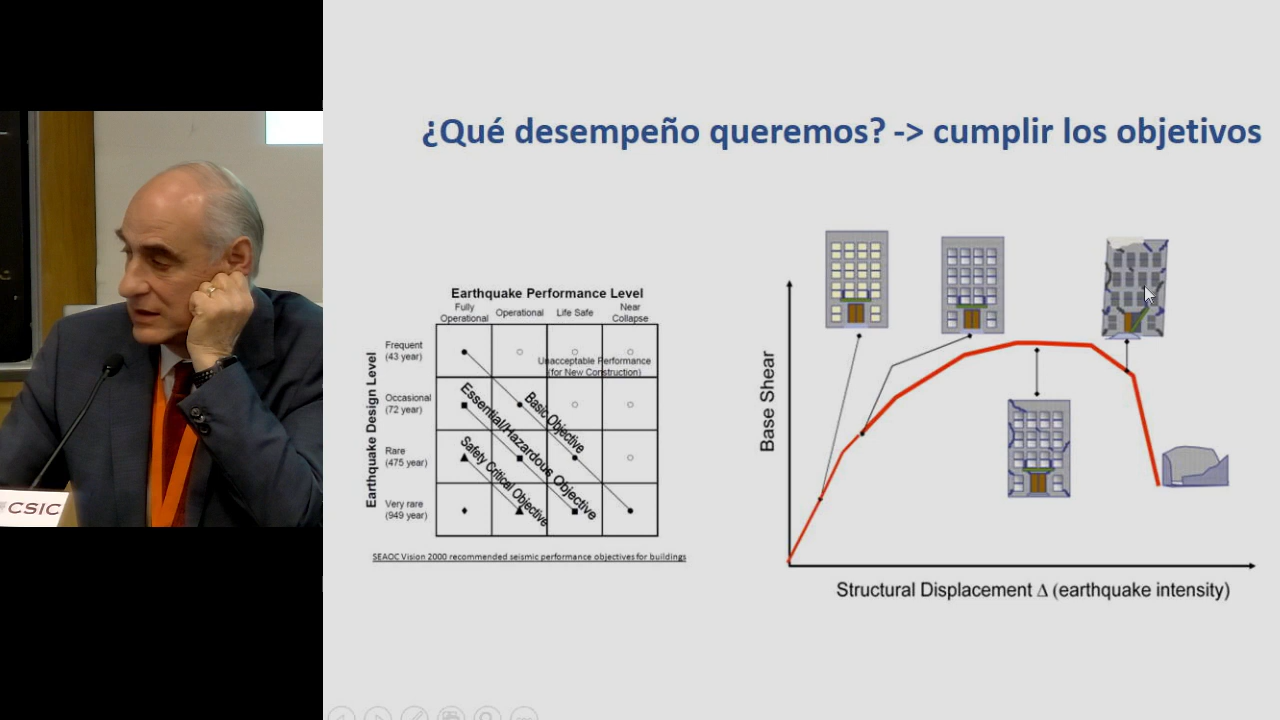 ¿Qué desempeño queremos? -> cumplir los objetivos
Earthquake Performance Level
Fully Operational
Operational
Life Safe
Near Collapse
Earthquake Design Level
Frequent
(43 year)
Occasional
(72 year)
Rare
(475 year)
Very rare
(949 year)
Unacceptable Performance
(for New Construction)
Basic Objective
Essential/Hazardous Objective
Safety Critical Objective
SEAOC Vision 2000 recommended seismic performance objectives for buildings
Base Shear
Structural Displacement Δ (earthquake intensity)
CSIC